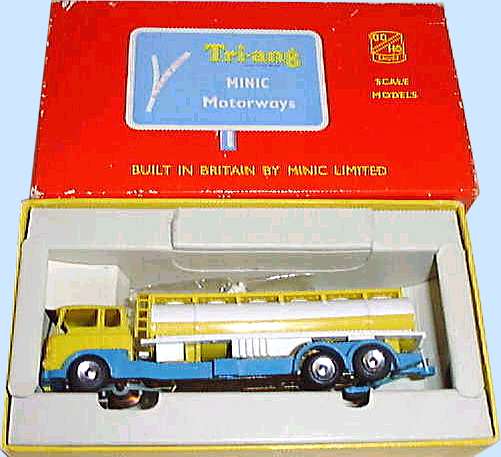 Tri-ang
MINIC
Motorways
OO
HO
SCALE
MODELS
BUILT IN BRITAIN BY MINIC LIMITED